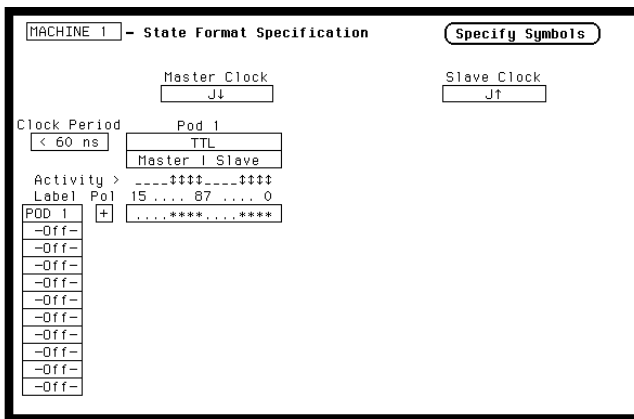 MACHINE 1 – State Format Specification Specify Symbols
Master Clock Slave Clock
J↓ J↑
Clock Period Pod 1
< 60 ns TTL
Master | Slave
Activity > ____↕↕↕↕____↕↕↕↕
Label Pol 15 .... 87 .... 0
POD 1 + ....****....****
-Off-
-Off-
-Off-
-Off-
-Off-
-Off-
-Off-
-Off-
-Off-
-Off-